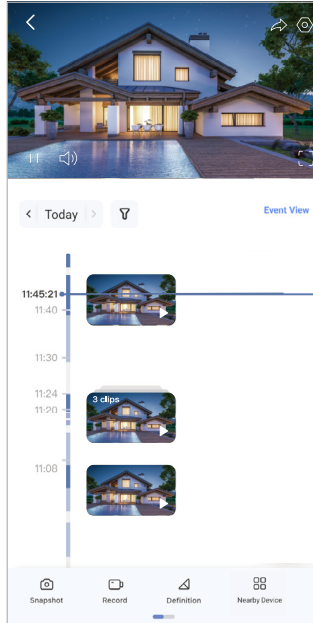 Today
Event View
11:45:21
11:40
11:30
3 clips
11:24
11:20
11:08
Snapshot
Record
Definition
Nearby Device